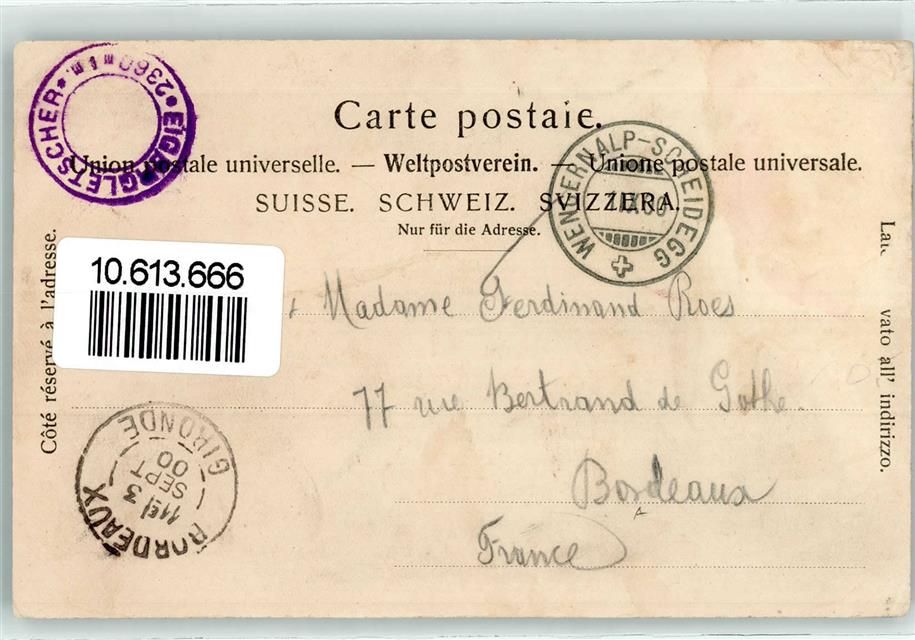 *EIGERGLETSCHER* 2360 m
Carte postale.
Union postale universelle. — Weltpostverein. — Unione postale universale.
SUISSE. SCHWEIZ. SVIZZERA.
Nur für die Adresse.
WENGERNALP-SCHEIDEGG
Côté réservé à l'adresse.
10.613.666
Madame Ferdinand Roes
77 rue Bertrand de Gothe.
Bordeaux
France
BORDEAUX
3
SEPT
00
GIRONDE
vato all' indirizzo.